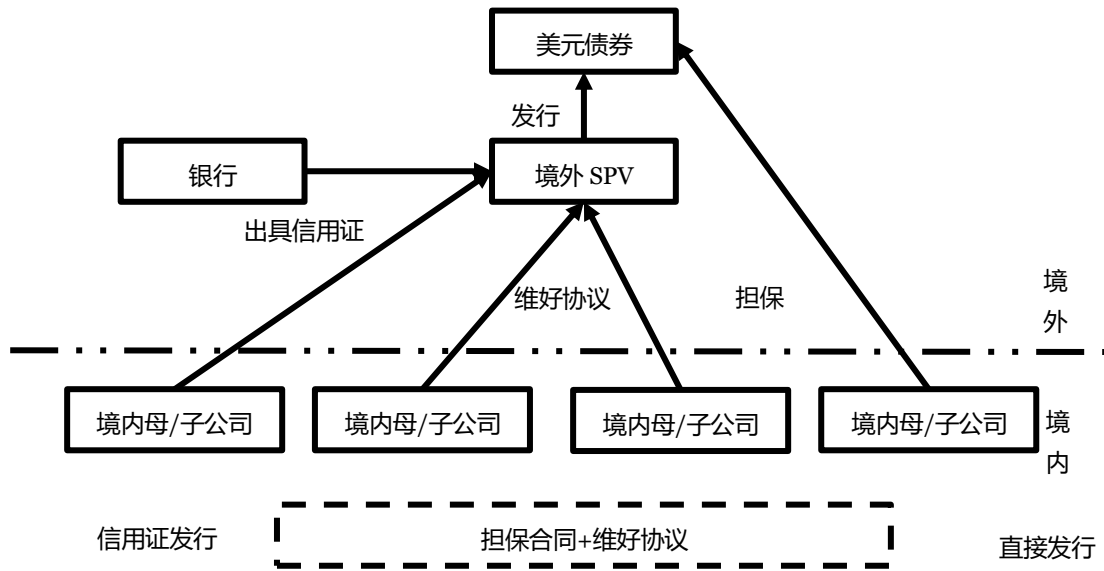 美元债券
发行
银行
境外 SPV
出具信用证
维好协议
担保
境
外
境内母/子公司
境内母/子公司
境内母/子公司
境内母/子公司
境
内
信用证发行
担保合同+维好协议
直接发行